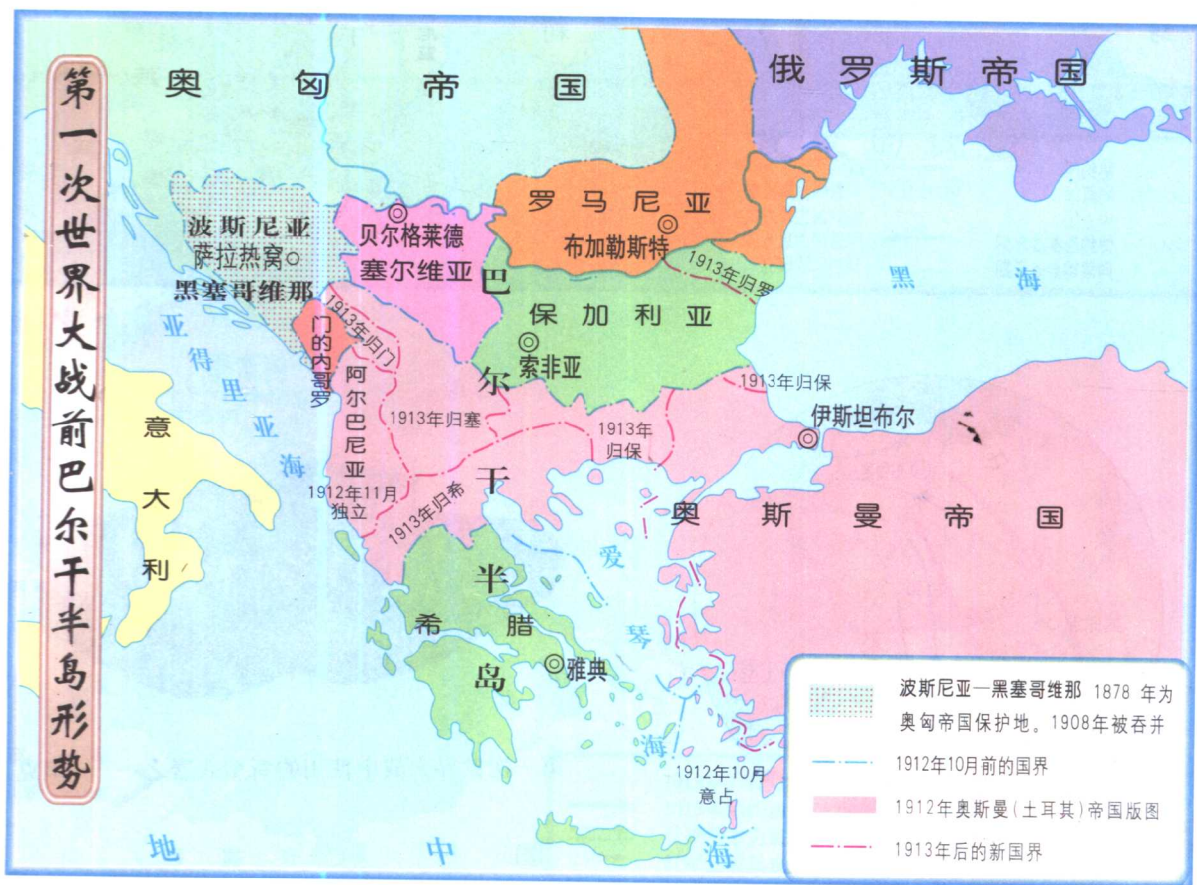 第一次世界大战前巴尔干半岛形势
奥匈帝国
俄罗斯帝国
罗马尼亚
布加勒斯特
波斯尼亚
萨拉热窝
黑塞哥维那
贝尔格莱德
塞尔维亚
巴尔干半岛
1913年归罗
黑海
保加利亚
索非亚
1913年归门
门的内哥罗
亚得里亚海
阿尔巴尼亚
1912年11月
独立
1913年归塞
1913年
归保
1913年归保
伊斯坦布尔
意大利
1913年归希
奥斯曼帝国
爱琴海
希腊
雅典
1912年10月
意占
地中海
波斯尼亚—黑塞哥维那 1878 年为
奥匈帝国保护地。1908年被吞并
1912年10月前的国界
1912年奥斯曼(土耳其)帝国版图
1913年后的新国界